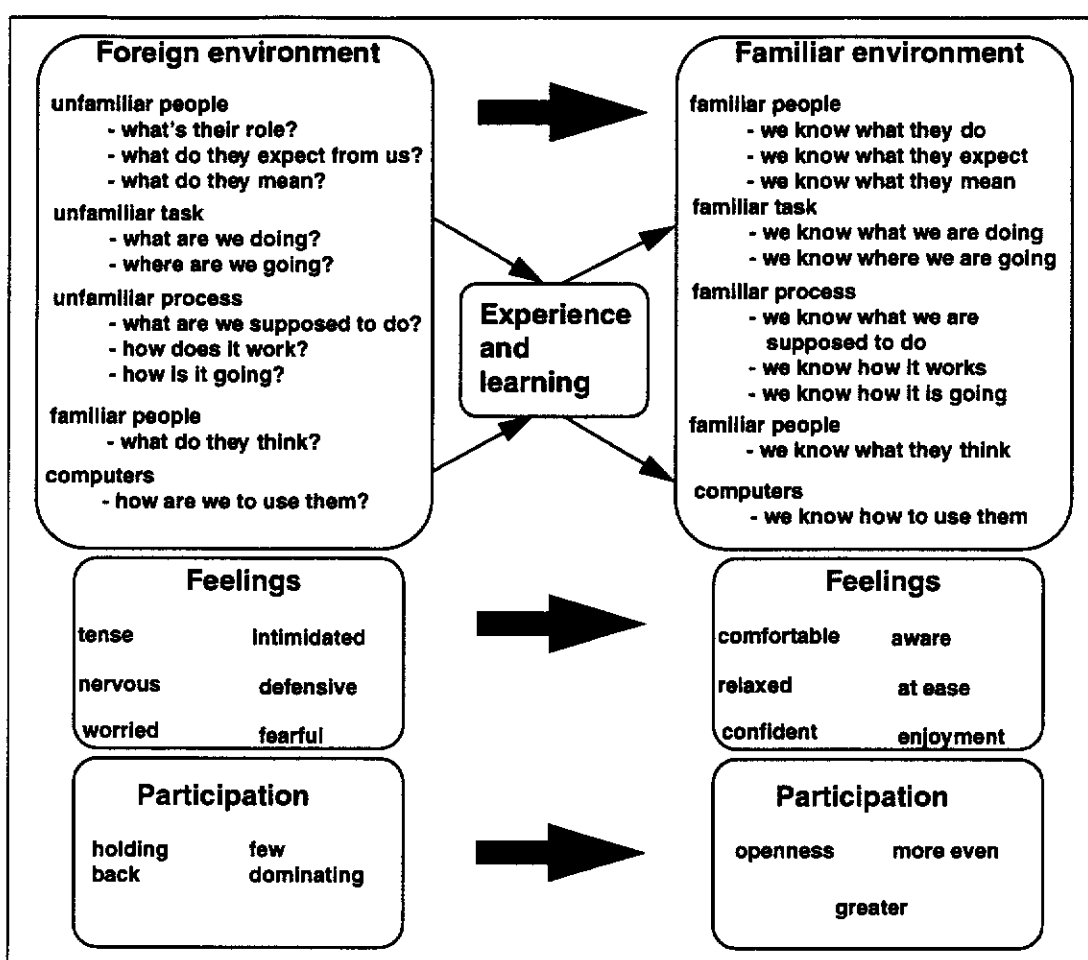 Foreign environment
unfamiliar people
- what's their role?
- what do they expect from us?
- what do they mean?
unfamiliar task
- what are we doing?
- where are we going?
unfamiliar process
- what are we supposed to do?
- how does it work?
- how is it going?
familiar people
- what do they think?
computers
- how are we to use them?
Experience
and
learning
Familiar environment
familiar people
- we know what they do
- we know what they expect
- we know what they mean
familiar task
- we know what we are doing
- we know where we are going
familiar process
- we know what we are
supposed to do
- we know how it works
- we know how it is going
familiar people
- we know what they think
computers
- we know how to use them
Feelings
tense intimidated
nervous defensive
worried fearful
Feelings
comfortable aware
relaxed at ease
confident enjoyment
Participation
holding few
back dominating
Participation
openness more even
greater